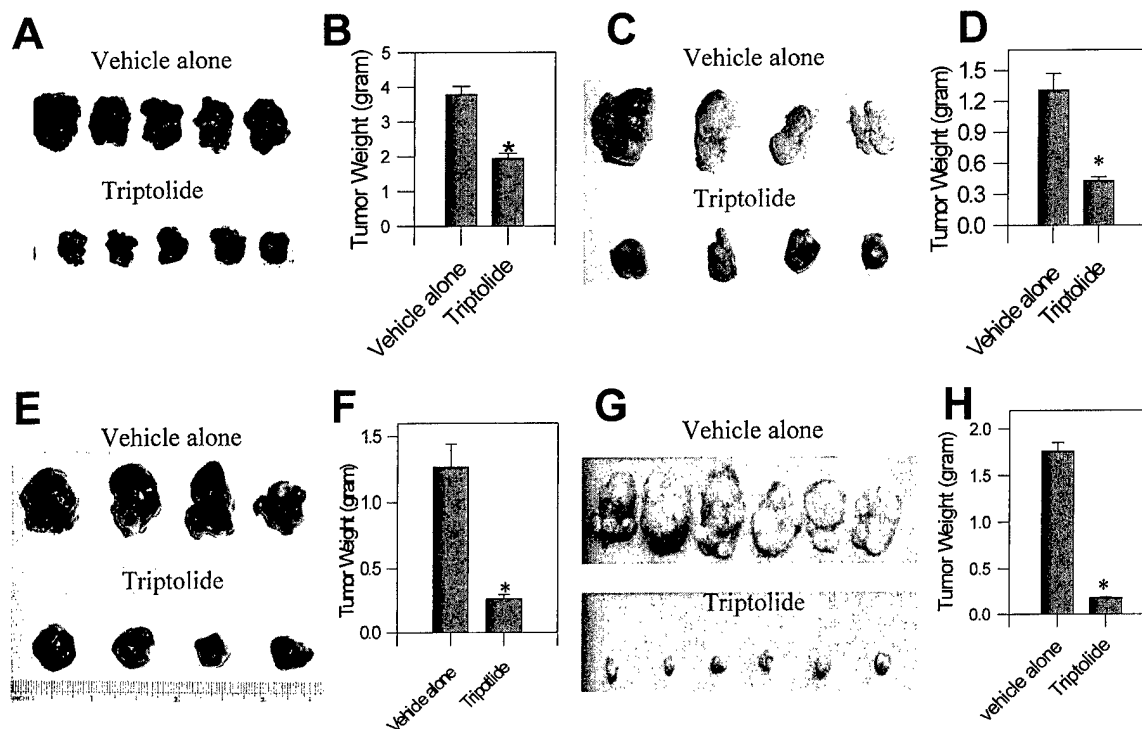 A
Vehicle alone
Triptolide
B
Tumor Weight (gram)
5
4
3
2
1
0
*
Vehicle alone
Triptolide
C
Vehicle alone
Triptolide
D
Tumor Weight (gram)
1.5
1.2
0.9
0.6
0.3
0.0
*
Vehicle alone
Triptolide
E
Vehicle alone
Triptolide
F
Tumor Weight (gram)
1.5
1.0
0.5
0.0
*
Vehicle alone
Tripotlide
G
Vehicle alone
Triptolide
H
Tumor Weight (gram)
2.0
1.5
1.0
0.5
0.0
*
vehicle alone
Triptolide